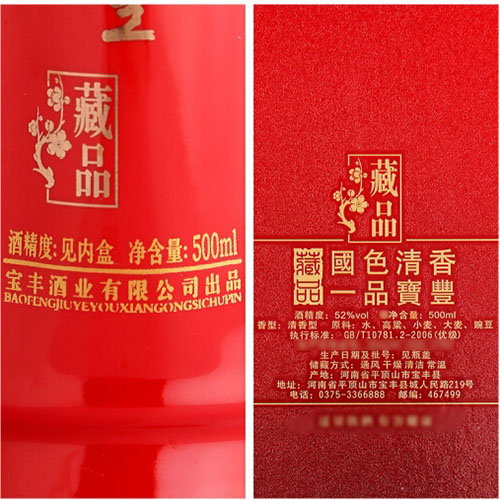 藏品
酒精度:见内盒 净含量:500ml
宝丰酒业有限公司出品
BAOFENGJIUYEYOUXIANGONGSICHUPIN
藏品
藏品
國色清香
一品寶豐
酒精度: 52%vol 500ml
香型: 清香型 原料: 水、高粱、小麦、大麦、豌豆
执行标准: GB/T10781.2-2006(优级)
生产日期及批号: 见瓶盖
储藏方式: 通风 干燥 清洁 常温
产地: 河南省平顶山市宝丰县
地址: 河南省平顶山市宝丰县城人民路219号
电话: 0375-3366888 邮编: 467499